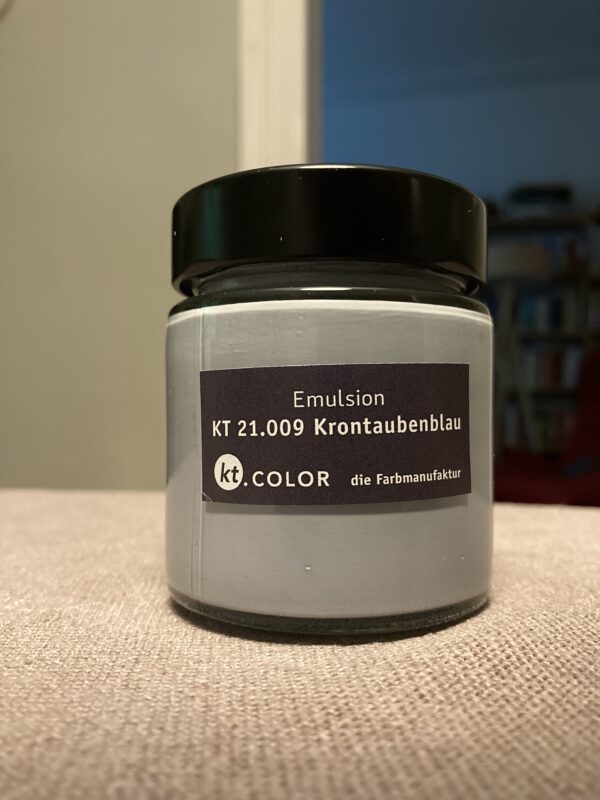 Emulsion
KT 21.009 Krontaubenblau
kt.COLOR die Farbmanufaktur